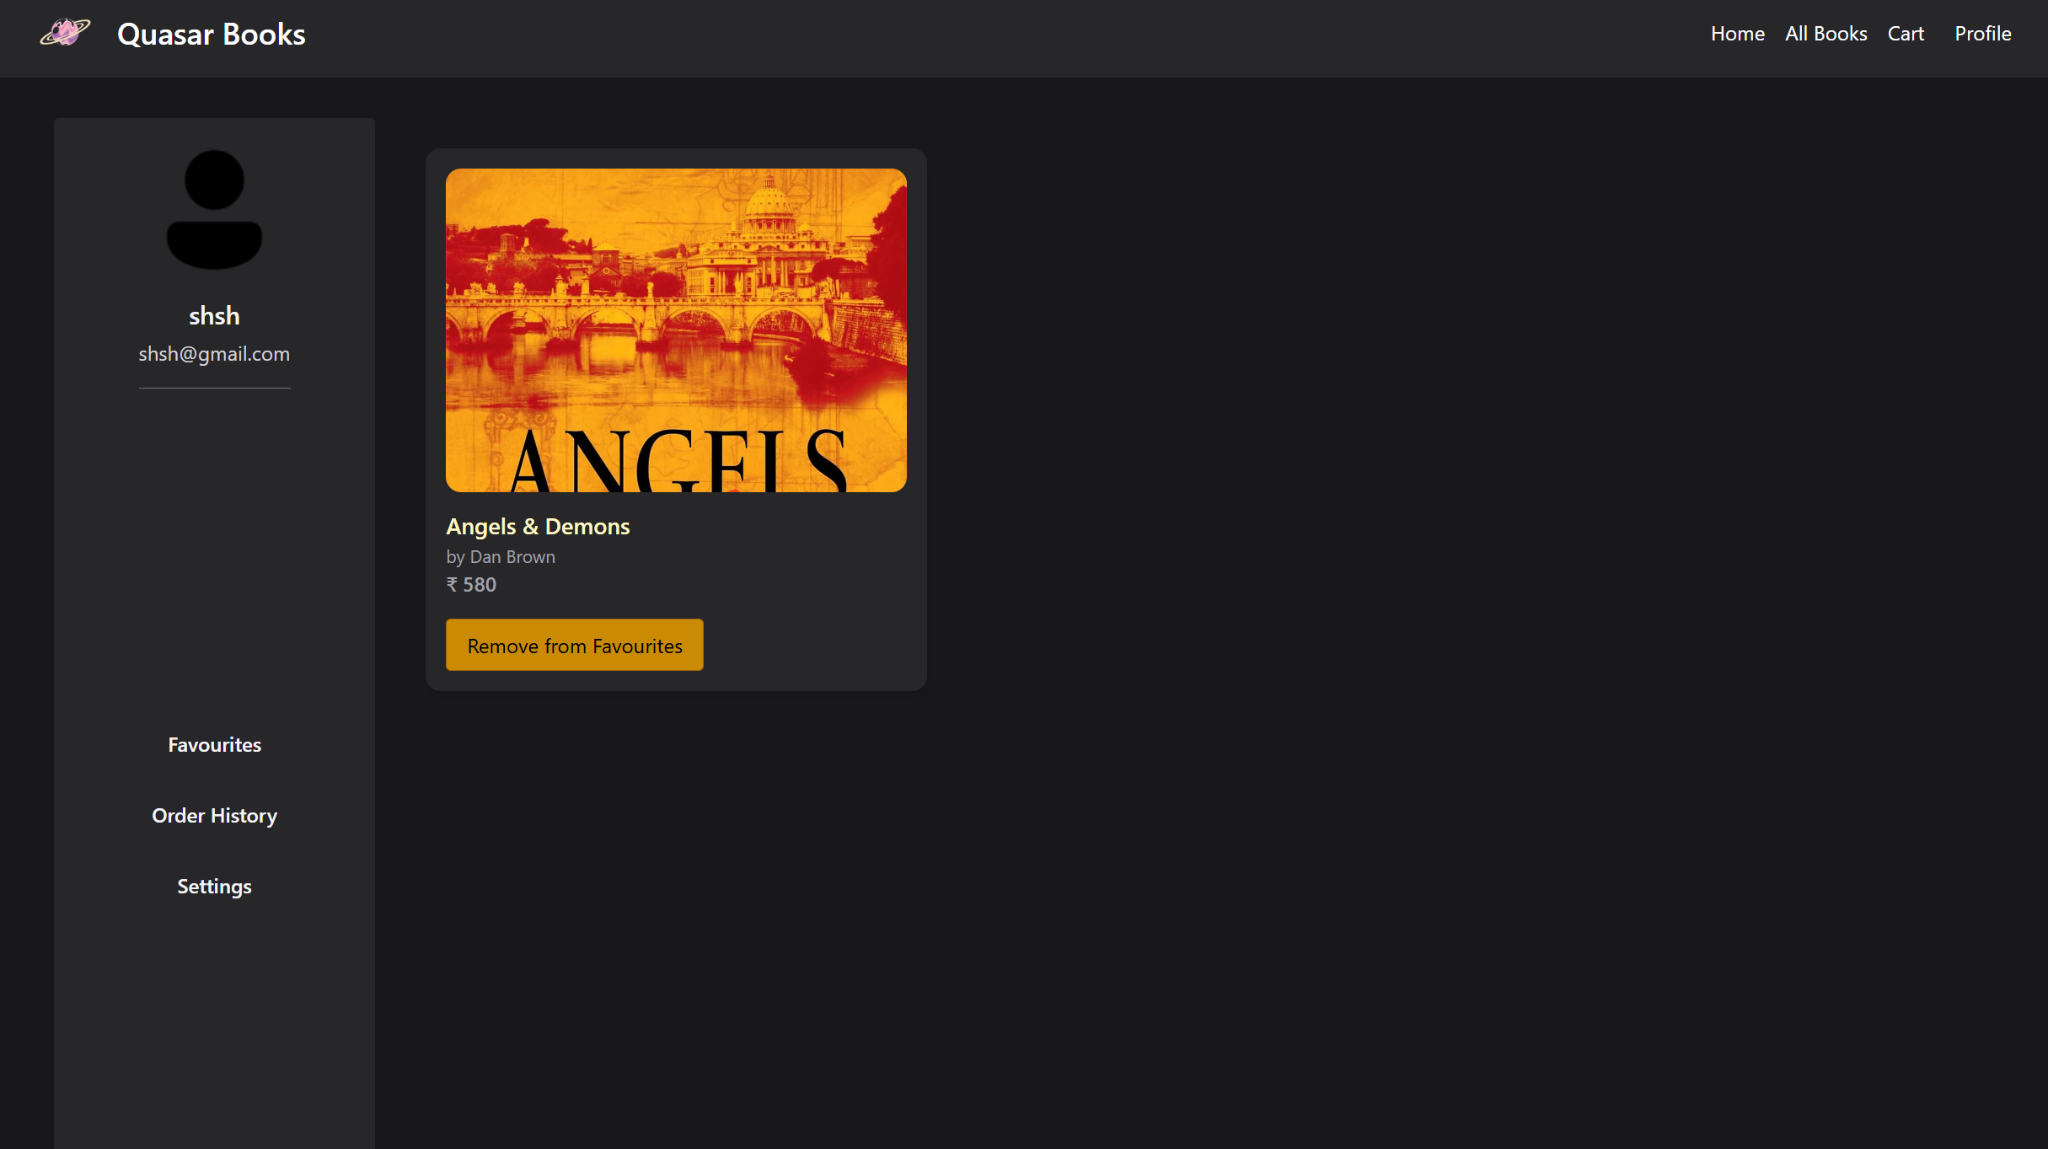 Quasar Books
Home All Books Cart Profile
shsh
shsh@gmail.com
Favourites
Order History
Settings
ANGELS
Angels & Demons
by Dan Brown
₹ 580
Remove from Favourites